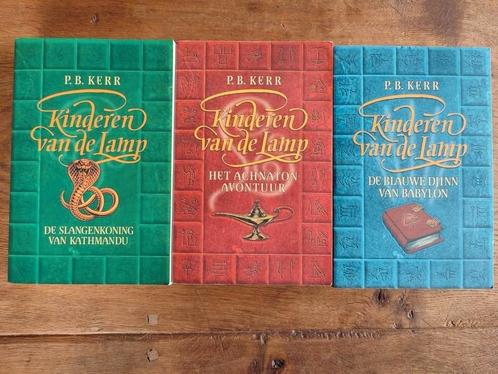 P.B. KERR
Kinderen
van de Lamp
DE SLANGENKONING
VAN KATHMANDU
P.B. KERR
Kinderen
van de Lamp
HET ACHNATON
AVONTUUR
P.B. KERR
Kinderen
van de Lamp
DE BLAUWE DJINN
VAN BABYLON